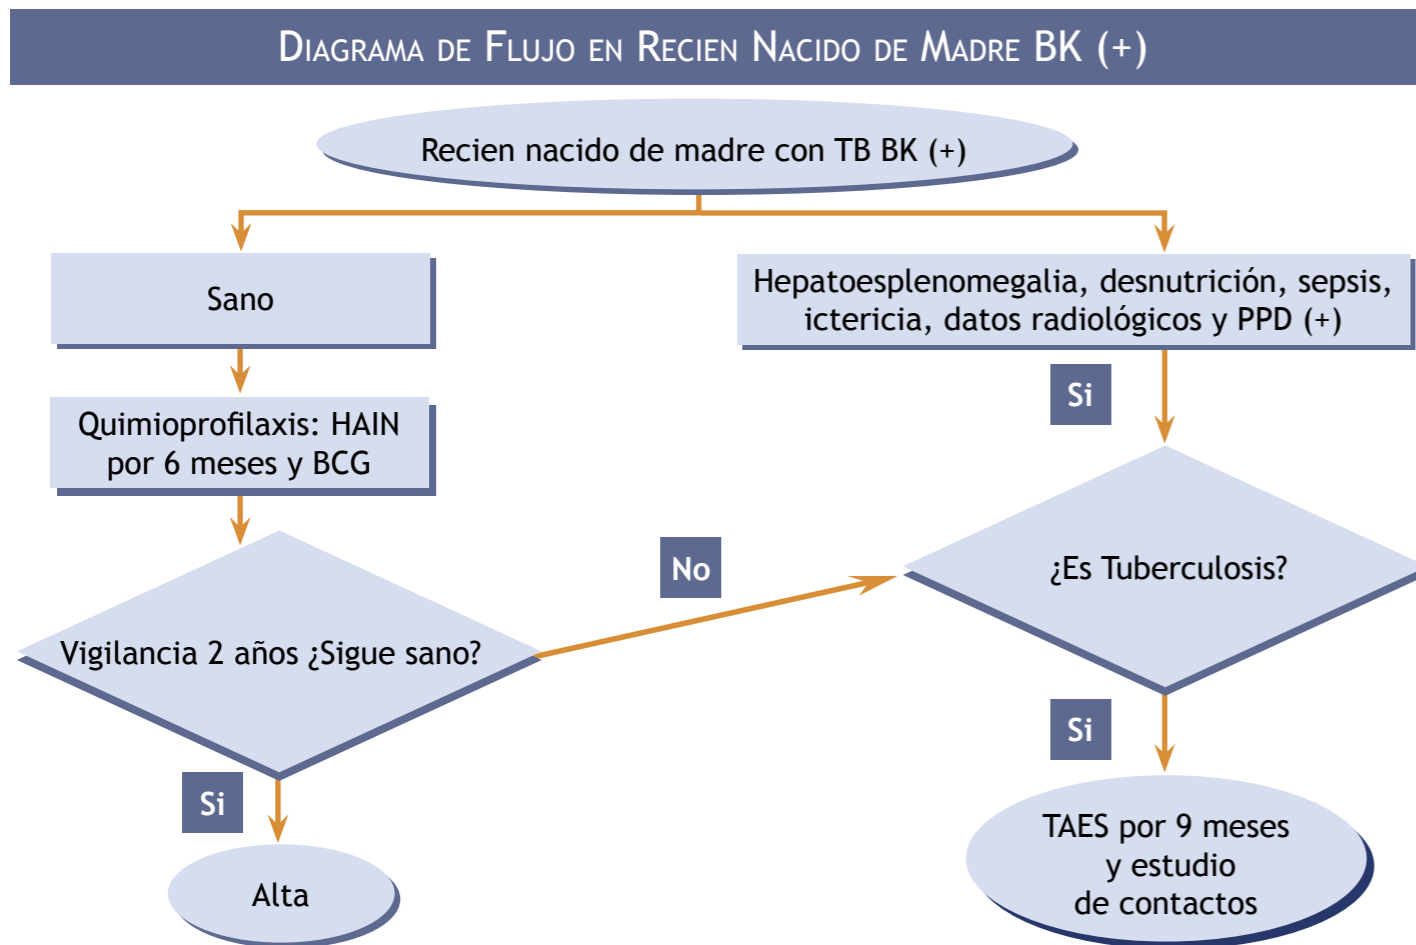 Diagrama de Flujo en Recien Nacido de Madre BK (+)
Recien nacido de madre con TB BK (+)
Sano
Hepatoesplenomegalia, desnutrición, sepsis,
ictericia, datos radiológicos y PPD (+)
Si
Quimioprofilaxis: HAIN
por 6 meses y BCG
No
¿Es Tuberculosis?
Vigilancia 2 años ¿Sigue sano?
Si
Si
TAES por 9 meses
y estudio
de contactos
Alta